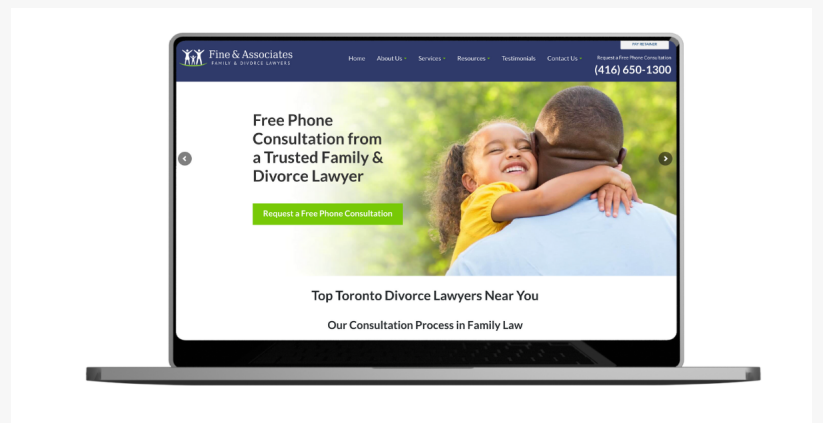 PAY RETAINER
Fine & Associates
FAMILY & DIVORCE LAWYERS
Home About Us Services Resources Testimonials Contact Us
Request a Free Phone Consultation
(416) 650-1300
Free Phone
Consultation from
a Trusted Family &
Divorce Lawyer
Request a Free Phone Consultation
Top Toronto Divorce Lawyers Near You
Our Consultation Process in Family Law